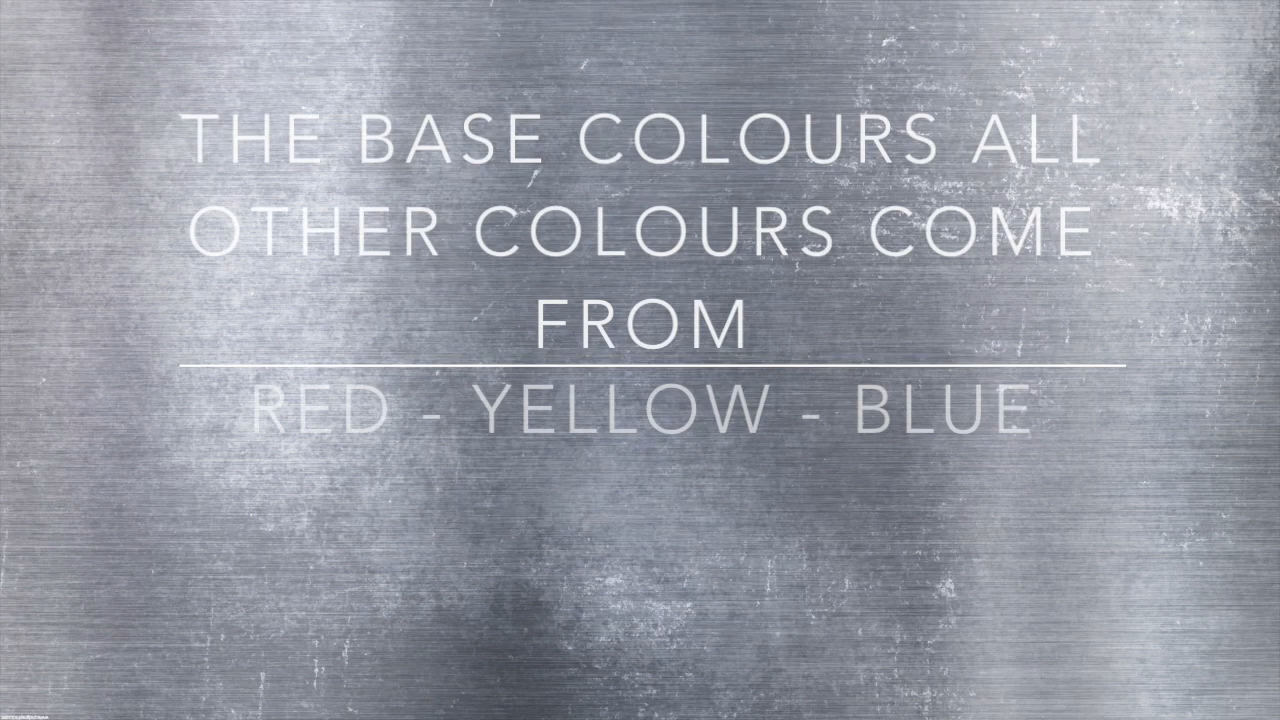 THE BASE COLOURS ALL
OTHER COLOURS COME
FROM
RED - YELLOW - BLUE